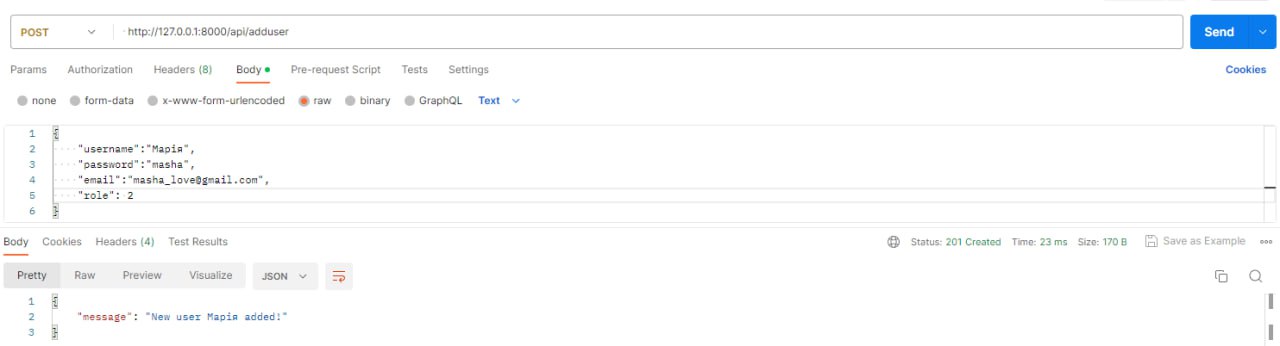 POST http://127.0.0.1:8000/api/adduser Send
Params Authorization Headers (8) Body Pre-request Script Tests Settings Cookies
none form-data x-www-form-urlencoded raw binary GraphQL Text
1 {
2 "username":"Марія",
3 "password":"masha",
4 "email":"masha_love@gmail.com",
5 "role": 2
6 }
Body Cookies Headers (4) Test Results Status: 201 Created Time: 23 ms Size: 170 B Save as Example
Pretty Raw Preview Visualize JSON
1 {
2 "message": "New user Марія added!"
3 }